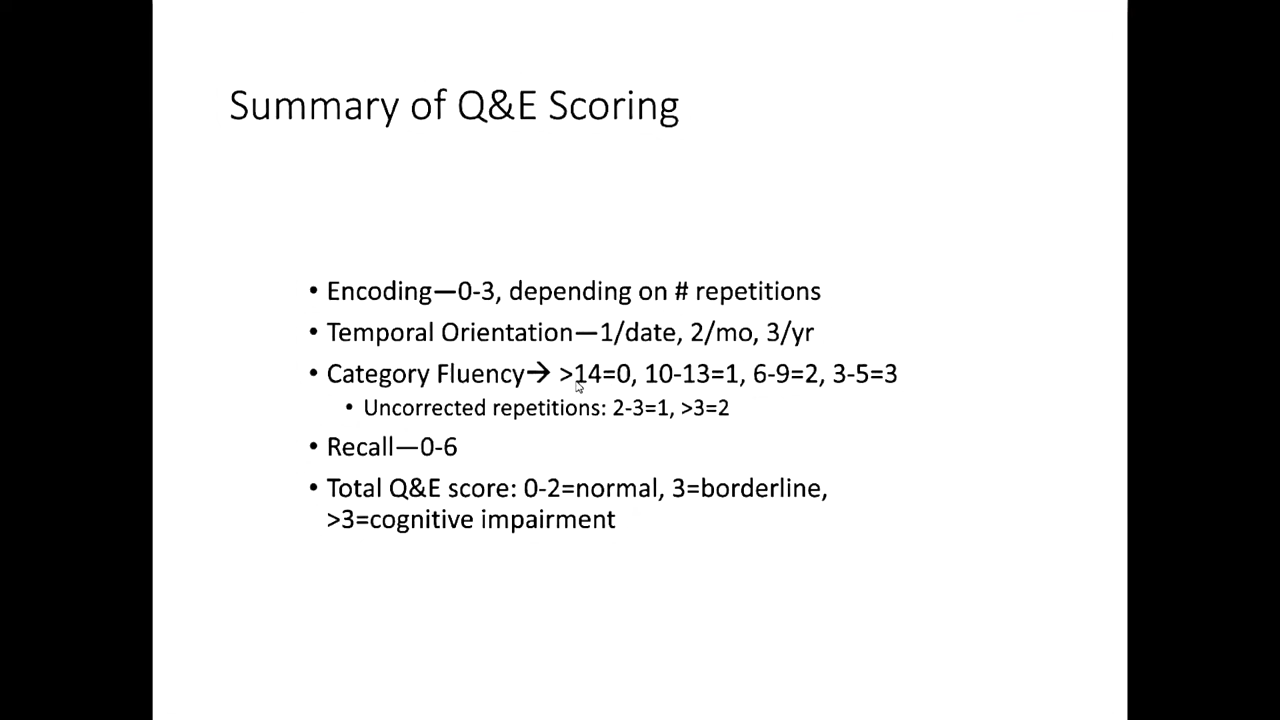 Summary of Q&E Scoring
• Encoding—0-3, depending on # repetitions
• Temporal Orientation—1/date, 2/mo, 3/yr
• Category Fluency→ >14=0, 10-13=1, 6-9=2, 3-5=3
• Uncorrected repetitions: 2-3=1, >3=2
• Recall—0-6
• Total Q&E score: 0-2=normal, 3=borderline,
>3=cognitive impairment